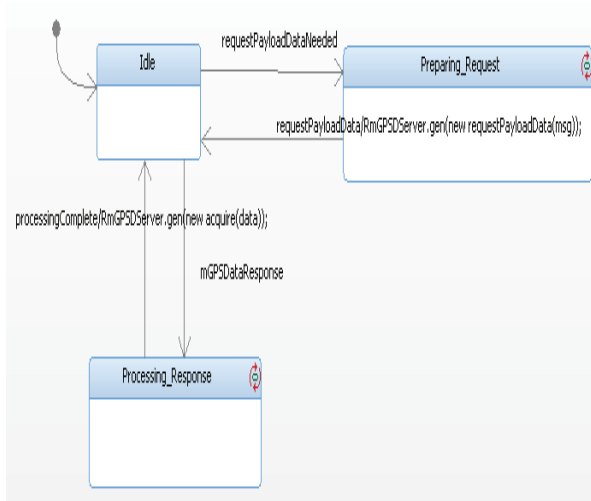 requestPayloadDataNeeded
Idle
Preparing_Request
requestPayloadData/RmGPSDServer.gen(new requestPayloadData(msg));
processingComplete/RmGPSDServer.gen(new acquire(data));
mGPSDataResponse
Processing_Response